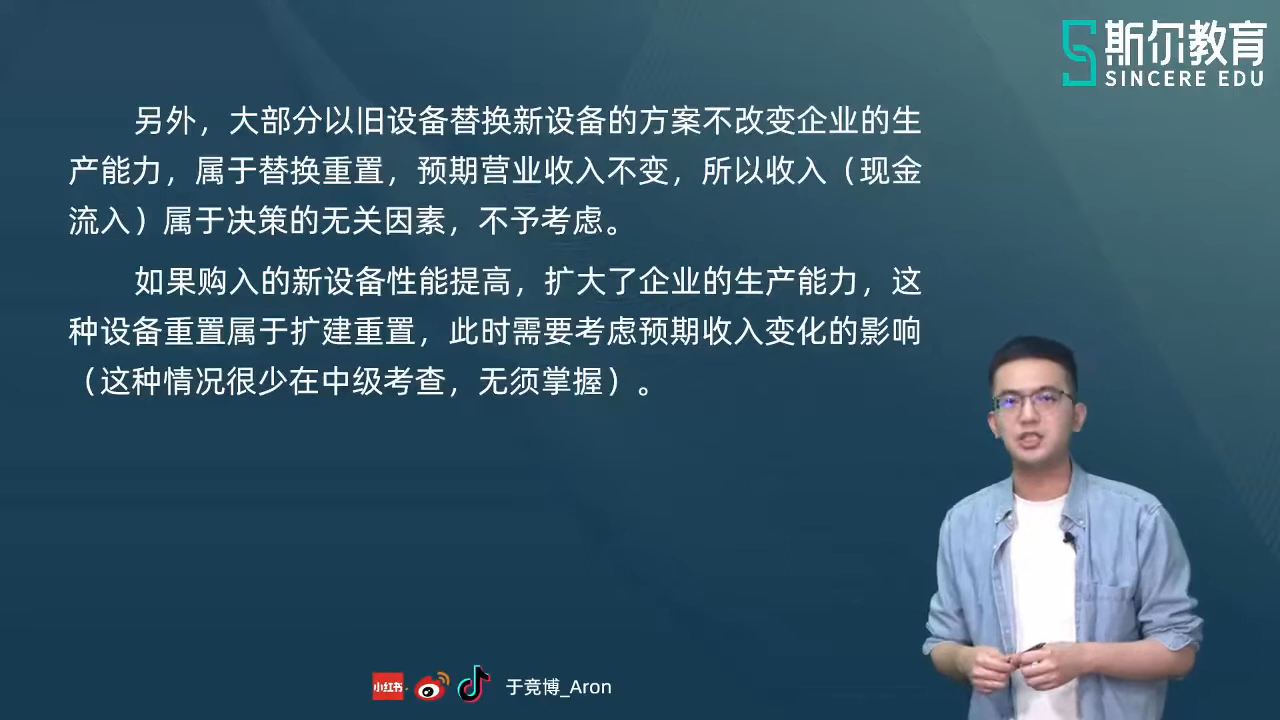 斯尔教育
SINCERE EDU
另外，大部分以旧设备替换新设备的方案不改变企业的生
产能力，属于替换重置，预期营业收入不变，所以收入（现金
流入）属于决策的无关因素，不予考虑。
如果购入的新设备性能提高，扩大了企业的生产能力，这
种设备重置属于扩建重置，此时需要考虑预期收入变化的影响
（这种情况很少在中级考查，无须掌握）。
小红书
于竞博_Aron